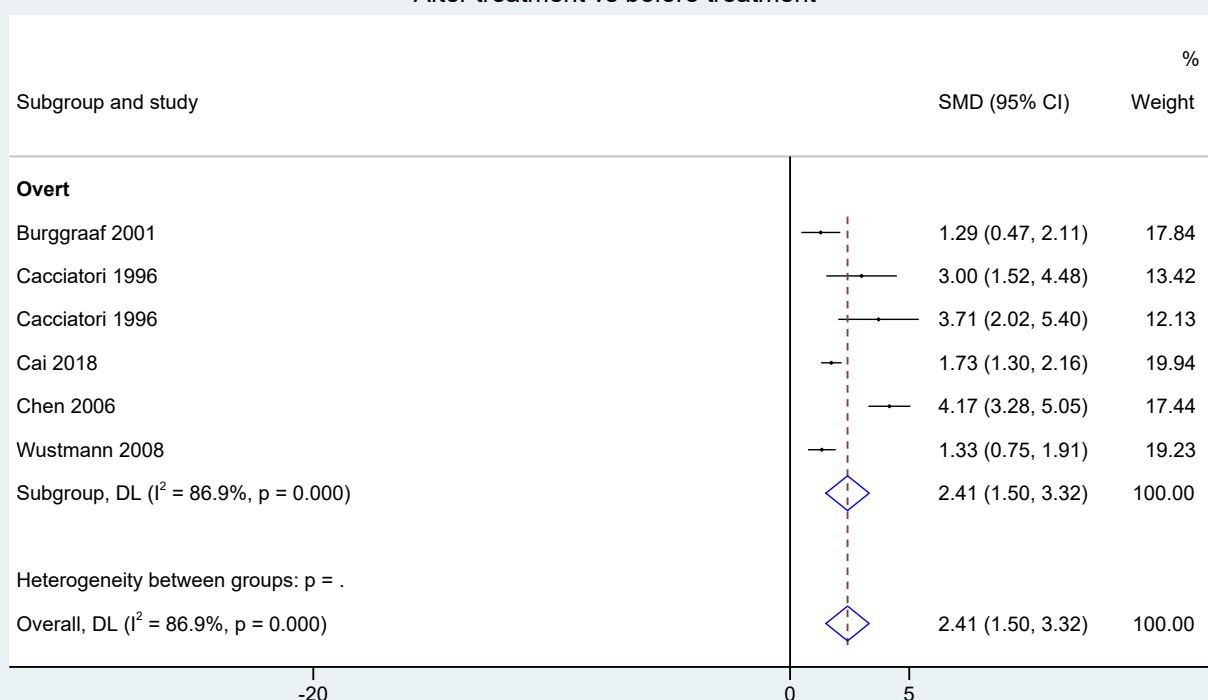 After treatment vs before treatment
%
Subgroup and study SMD (95% CI) Weight
Overt
Burggraaf 2001 1.29 (0.47, 2.11) 17.84
Cacciatori 1996 3.00 (1.52, 4.48) 13.42
Cacciatori 1996 3.71 (2.02, 5.40) 12.13
Cai 2018 1.73 (1.30, 2.16) 19.94
Chen 2006 4.17 (3.28, 5.05) 17.44
Wustmann 2008 1.33 (0.75, 1.91) 19.23
Subgroup, DL (I² = 86.9%, p = 0.000) 2.41 (1.50, 3.32) 100.00
Heterogeneity between groups: p = .
Overall, DL (I² = 86.9%, p = 0.000) 2.41 (1.50, 3.32) 100.00
-20 0 5